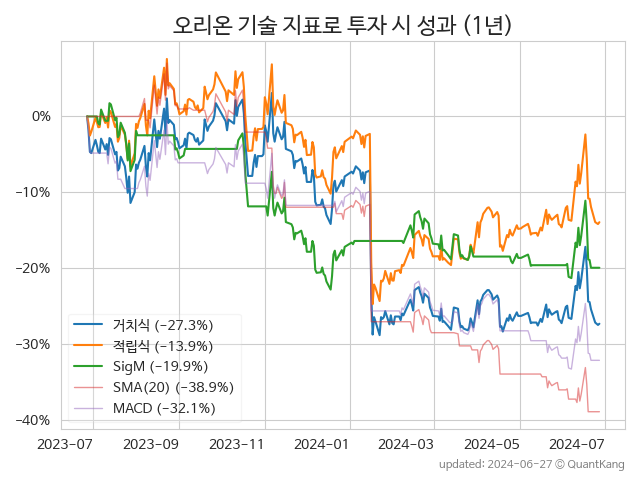 오리온 기술 지표로 투자 시 성과 (1년)
0%
−10%
−20%
−30%
−40%
거치식 (−27.3%)
적립식 (−13.9%)
SigM (−19.9%)
SMA(20) (−38.9%)
MACD (−32.1%)
2023-07 2023-09 2023-11 2024-01 2024-03 2024-05 2024-07
updated: 2024-06-27 © QuantKang